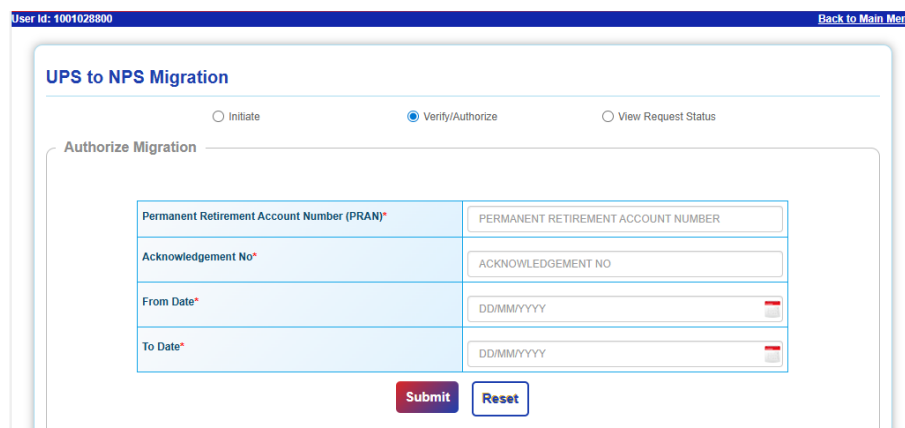 User Id: 1001028800 Back to Main
UPS to NPS Migration
Initiate Verify/Authorize View Request Status
Authorize Migration
Permanent Retirement Account Number (PRAN)* PERMANENT RETIREMENT ACCOUNT NUMBER
Acknowledgement No* ACKNOWLEDGEMENT NO
From Date* DD/MM/YYYY
To Date* DD/MM/YYYY
Submit Reset